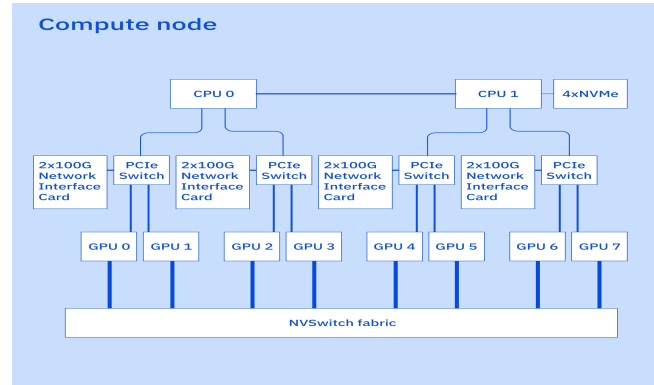 Compute node
CPU 0
CPU 1
4xNVMe
2x100G
Network
Interface
Card
PCIe
Switch
2x100G
Network
Interface
Card
PCIe
Switch
2x100G
Network
Interface
Card
PCIe
Switch
2x100G
Network
Interface
Card
PCIe
Switch
GPU 0
GPU 1
GPU 2
GPU 3
GPU 4
GPU 5
GPU 6
GPU 7
NVSwitch fabric